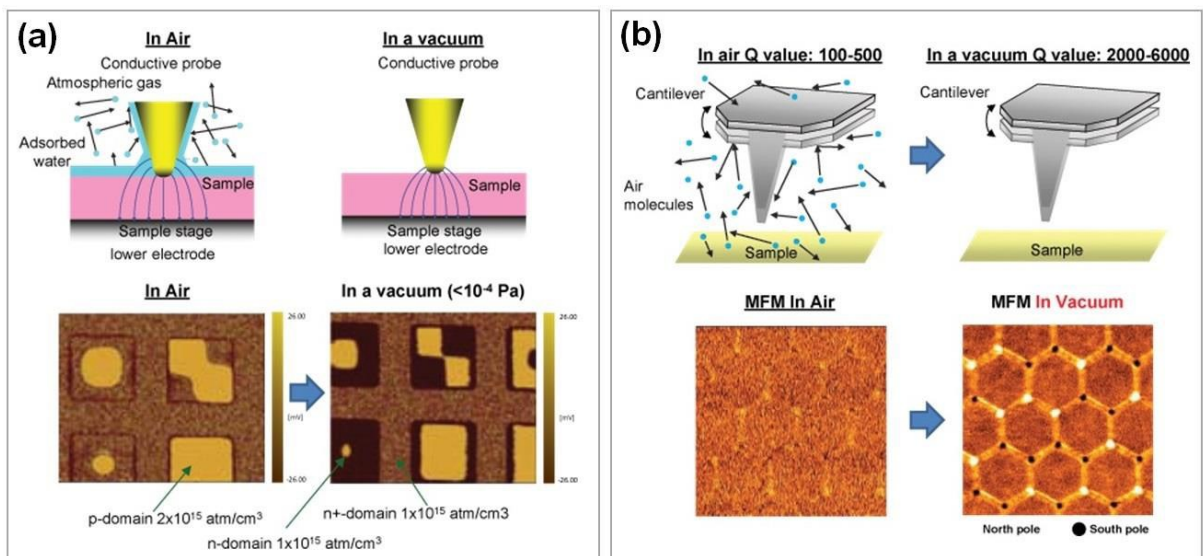 (a)
In Air
Conductive probe
Atmospheric gas
Adsorbed
water
Sample
Sample stage
lower electrode
In a vacuum
Conductive probe
Sample
Sample stage
lower electrode
In Air
26.00
[mV]
-26.00
In a vacuum (<10⁻⁴ Pa)
26.00
[mV]
-26.00
p-domain 2x10¹⁵ atm/cm³
n-domain 1x10¹⁵ atm/cm³
n+-domain 1x10¹⁵ atm/cm3
(b)
In air Q value: 100-500
Cantilever
Air
molecules
Sample
In a vacuum Q value: 2000-6000
Cantilever
Sample
MFM In Air
MFM In Vacuum
North pole
South pole